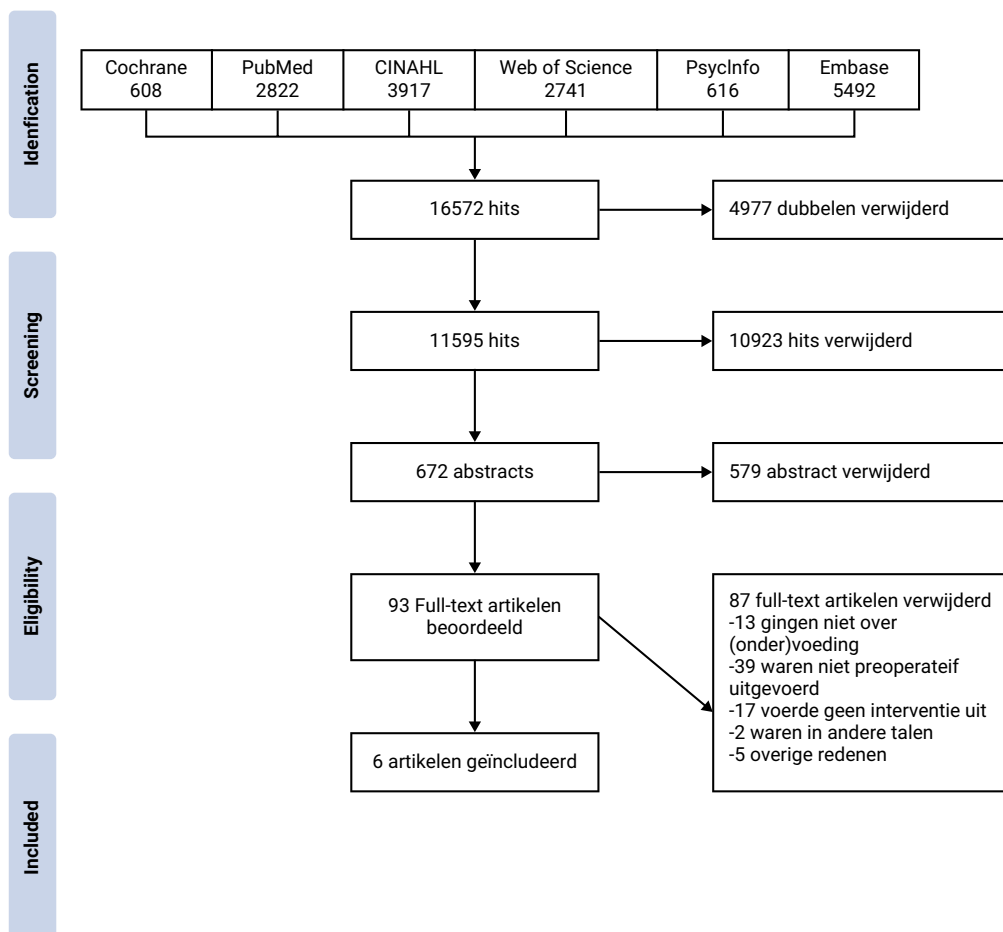 Idenfication
Cochrane
608
PubMed
2822
CINAHL
3917
Web of Science
2741
PsycInfo
616
Embase
5492
16572 hits
4977 dubbelen verwijderd
Screening
11595 hits
10923 hits verwijderd
672 abstracts
579 abstract verwijderd
Eligibility
93 Full-text artikelen
beoordeeld
87 full-text artikelen verwijderd
-13 gingen niet over
(onder)voeding
-39 waren niet preoperateif
uitgevoerd
-17 voerde geen interventie uit
-2 waren in andere talen
-5 overige redenen
Included
6 artikelen geïncludeerd